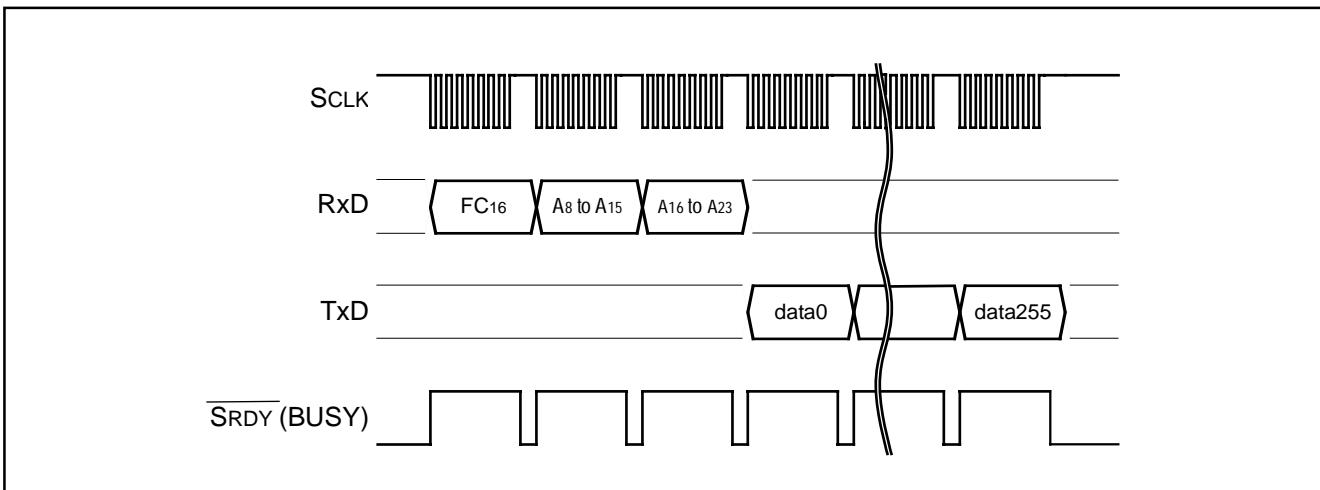 SCLK
RxD
FC16
A8 to A15
A16 to A23
TxD
data0
data255
SRDY (BUSY)